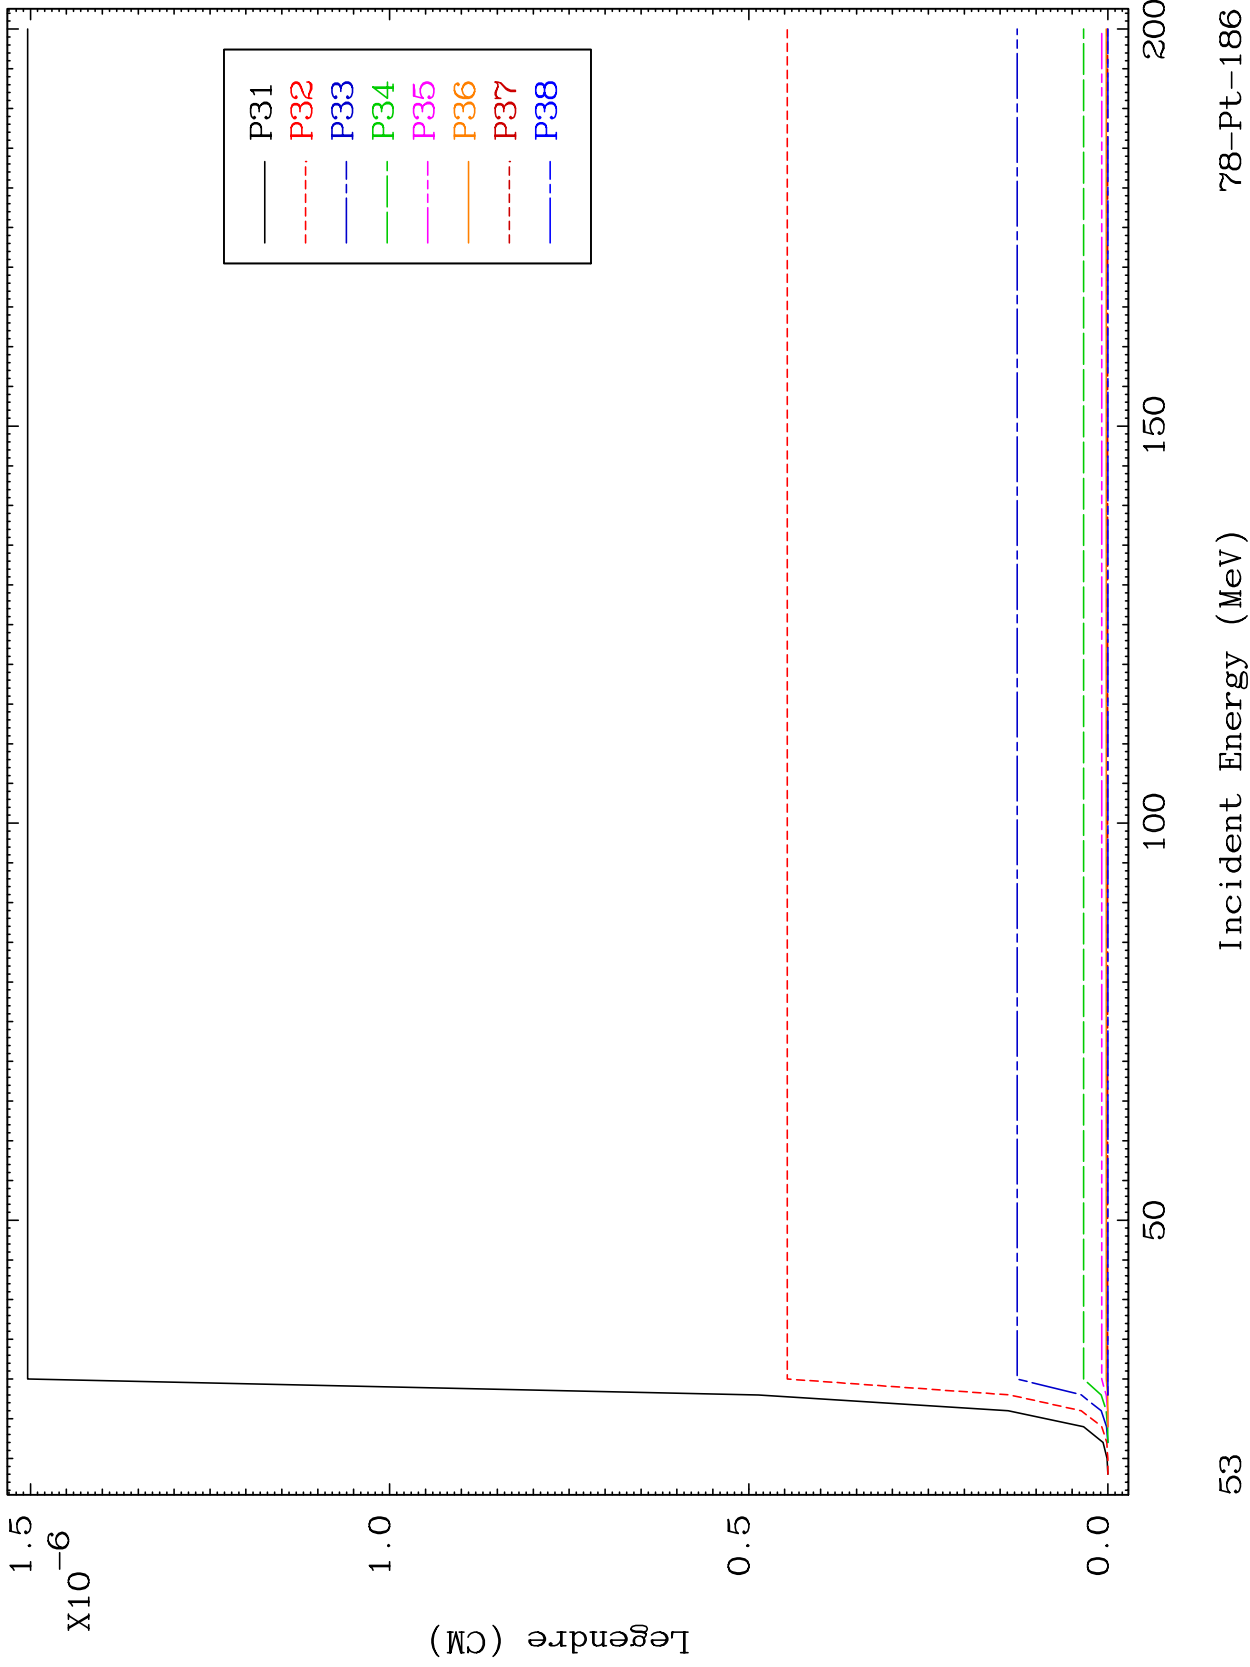 1.5
X10-6
1.0
0.5
0.0
Legendre (CM)
P31
P32
P33
P34
P35
P36
P37
P38
50
100
150
200
Incident Energy (MeV)
53
78-Pt-186